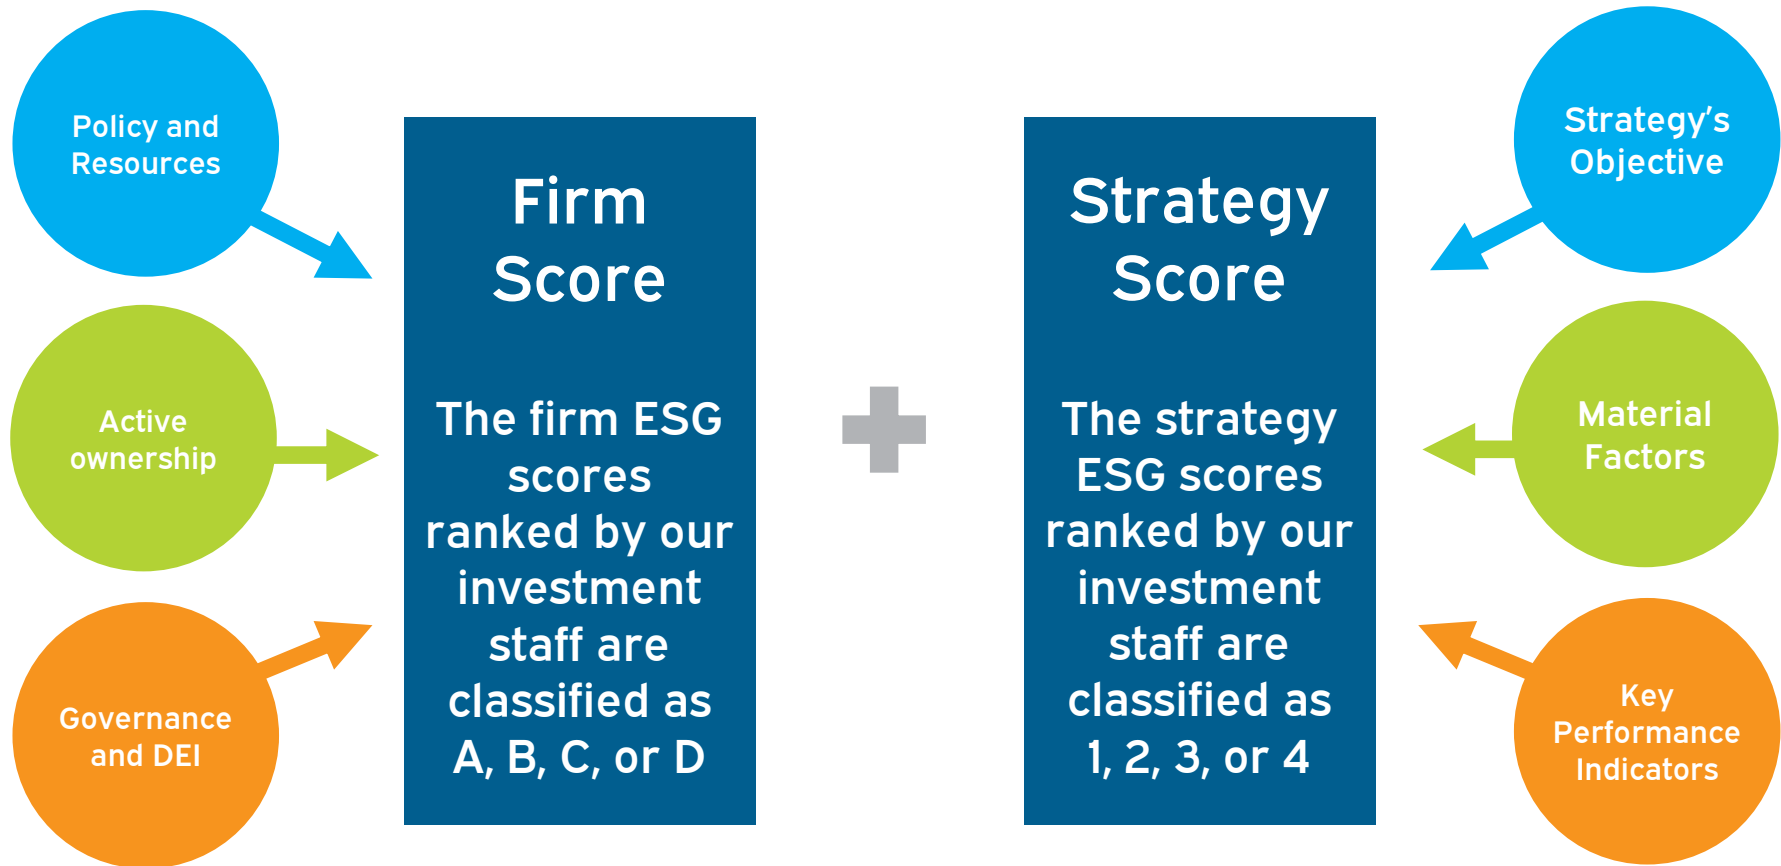 Policy and
Resources
Active
ownership
Governance
and DEI
Firm
Score
The firm ESG
scores
ranked by our
investment
staff are
classified as
A, B, C, or D
Strategy
Score
The strategy
ESG scores
ranked by our
investment
staff are
classified as
1, 2, 3, or 4
Strategy's
Objective
Material
Factors
Key
Performance
Indicators